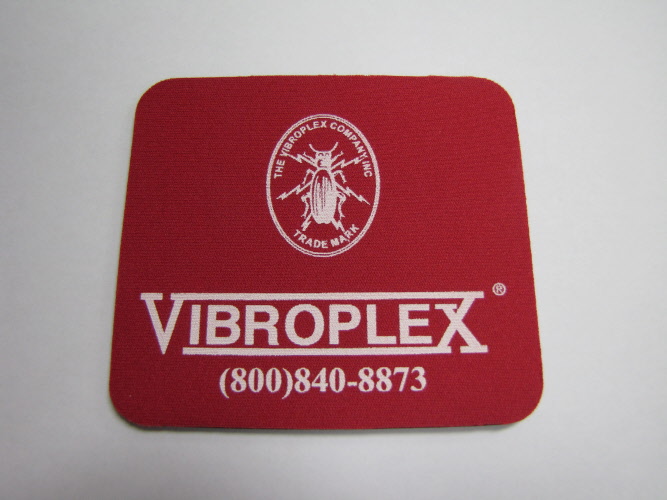 THE VIBROPLEX COMPANY, INC
TRADE MARK
VIBROPLEX®
(800)840-8873